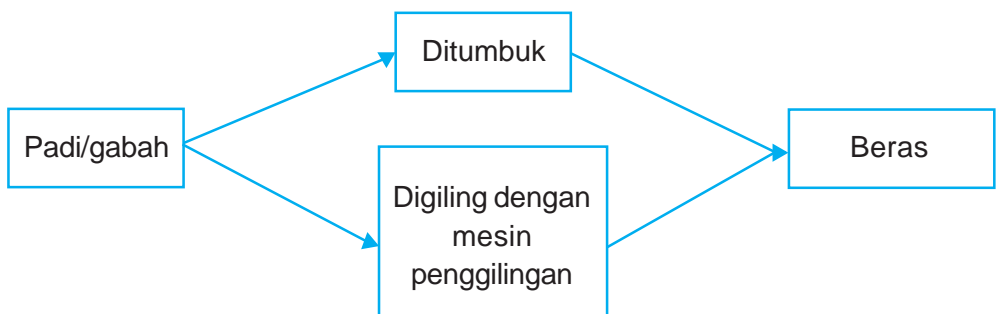 Padi/gabah
Ditumbuk
Digiling dengan
mesin
penggilingan
Beras